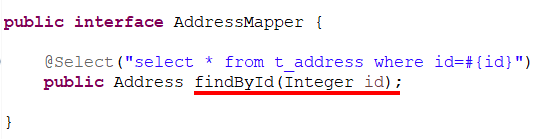 public interface AddressMapper {
@Select("select * from t_address where id=#{id}")
public Address findById(Integer id);
}